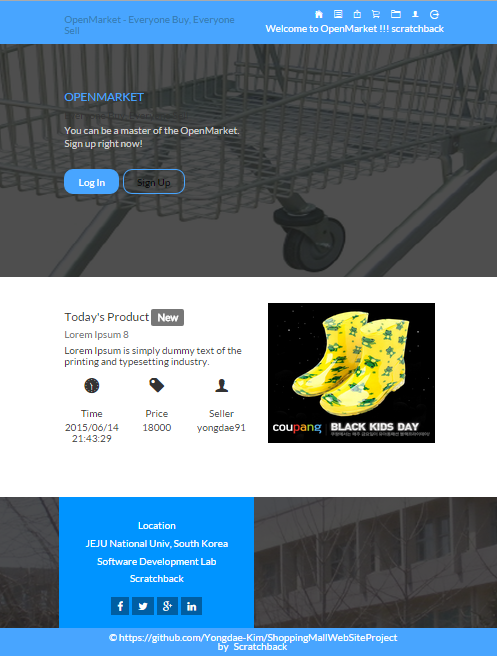 OpenMarket - Everyone Buy, Everyone
Sell
Welcome to OpenMarket !!! scratchback
OPENMARKET
You can be a master of the OpenMarket.
Sign up right now!
Log In
Sign Up
Today's Product New
Lorem Ipsum 8
Lorem Ipsum is simply dummy text of the
printing and typesetting industry.
Time
Price
Seller
2015/06/14
21:43:29
18000
yongdae91
coupang
BLACK KIDS DAY
Location
JEJU National Univ, South Korea
Software Development Lab
Scratchback
© https://github.com/Yongdae-Kim/ShoppingMallWebSiteProject
by Scratchback